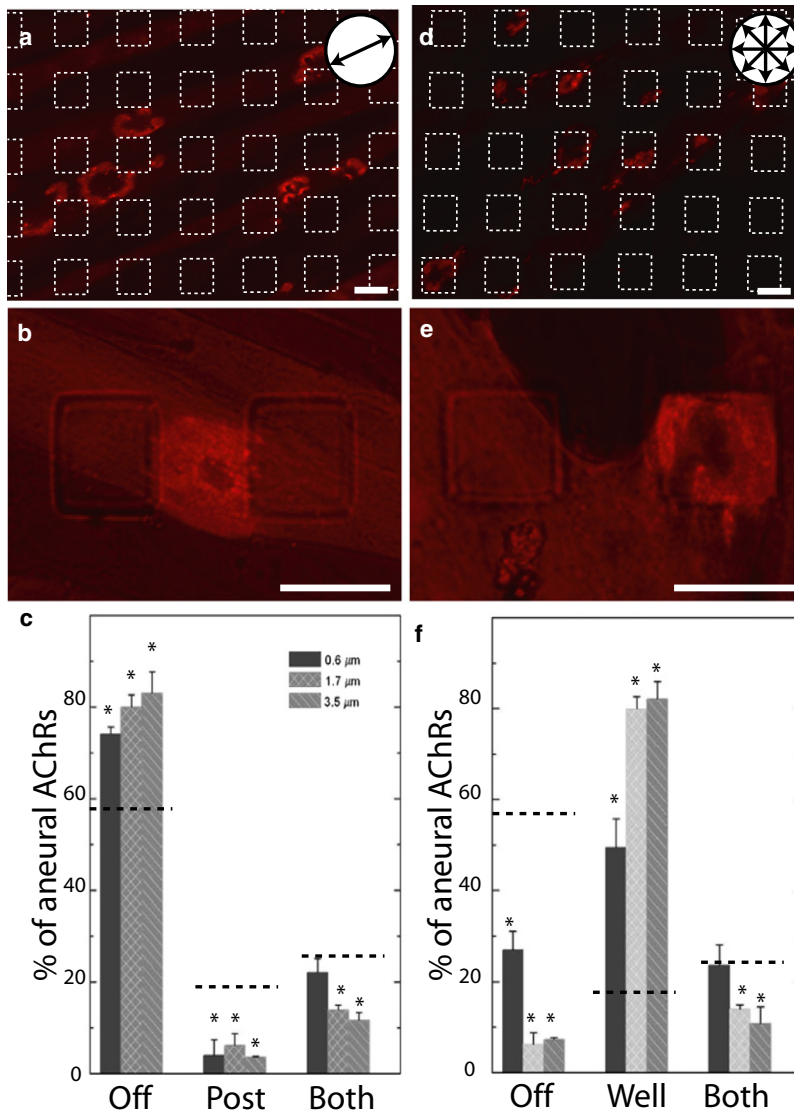 a
d
b
e
c
0.6 μm
1.7 μm
3.5 μm
% of aneural AChRs
80
60
40
20
0
* * *
* * *
* *
Off Post Both
f
% of aneural AChRs
80
60
40
20
0
* * *
* * *
* *
Off Well Both